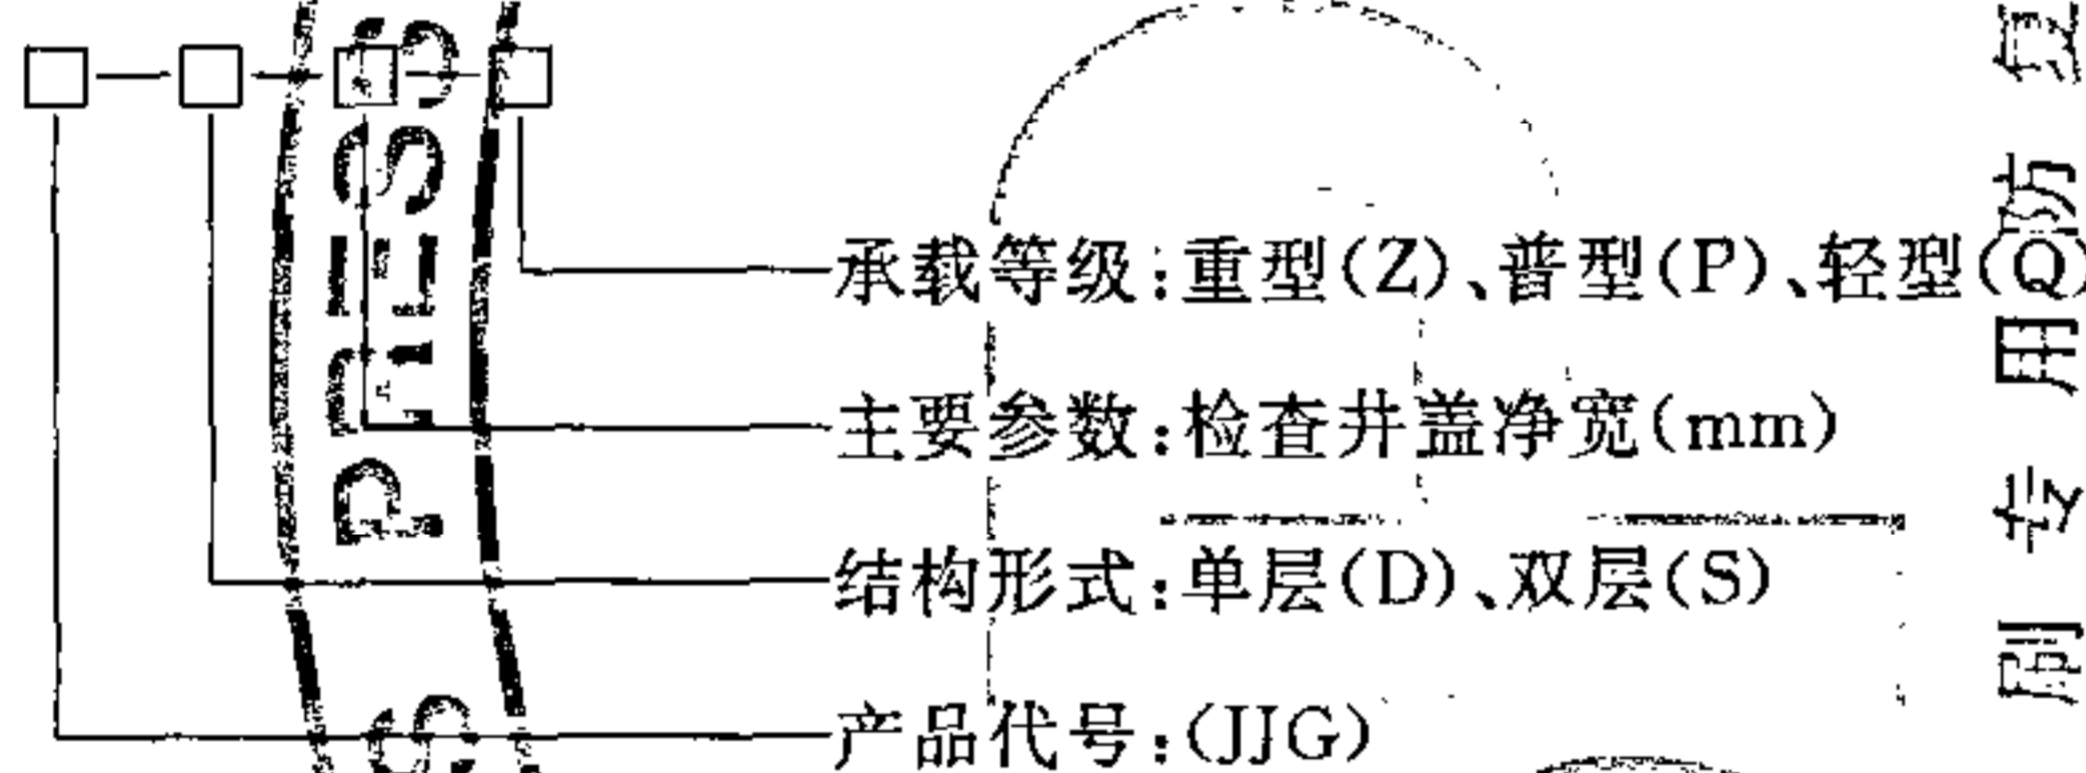 □—□—□—□
承载等级:重型(Z)、普型(P)、轻型(Q)
主要参数:检查井盖净宽(mm)
结构形式:单层(D)、双层(S)
产品代号:(JJG)